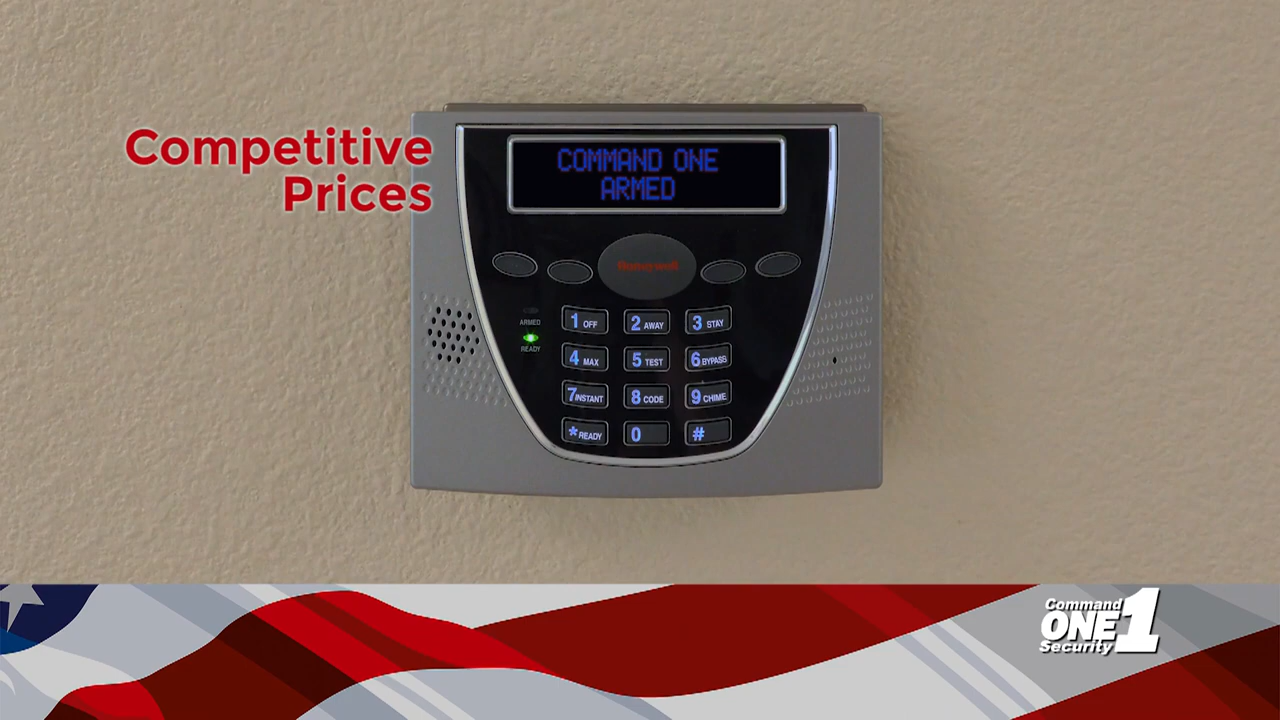 Competitive
Prices
COMMAND ONE
ARMED
Honeywell
ARMED
READY
1 OFF
2 AWAY
3 STAY
4 MAX
5 TEST
6 BYPASS
7 INSTANT
8 CODE
9 CHIME
* READY
0
#
Command
ONE 1
Security